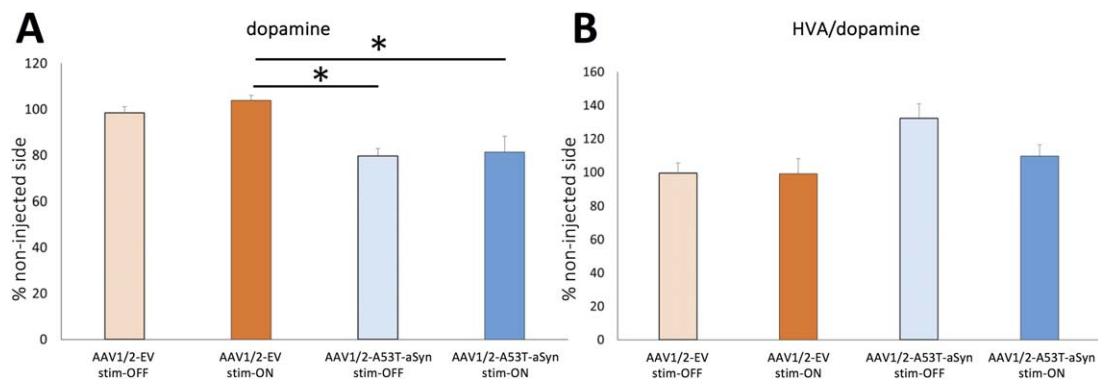 A
dopamine
% non-injected side
120
100
80
60
40
20
0
*
*
AAV1/2-EV
stim-OFF
AAV1/2-EV
stim-ON
AAV1/2-A53T-aSyn
stim-OFF
AAV1/2-A53T-aSyn
stim-ON
B
HVA/dopamine
% non-injected side
160
140
120
100
80
60
40
20
0
AAV1/2-EV
stim-OFF
AAV1/2-EV
stim-ON
AAV1/2-A53T-aSyn
stim-OFF
AAV1/2-A53T-aSyn
stim-ON